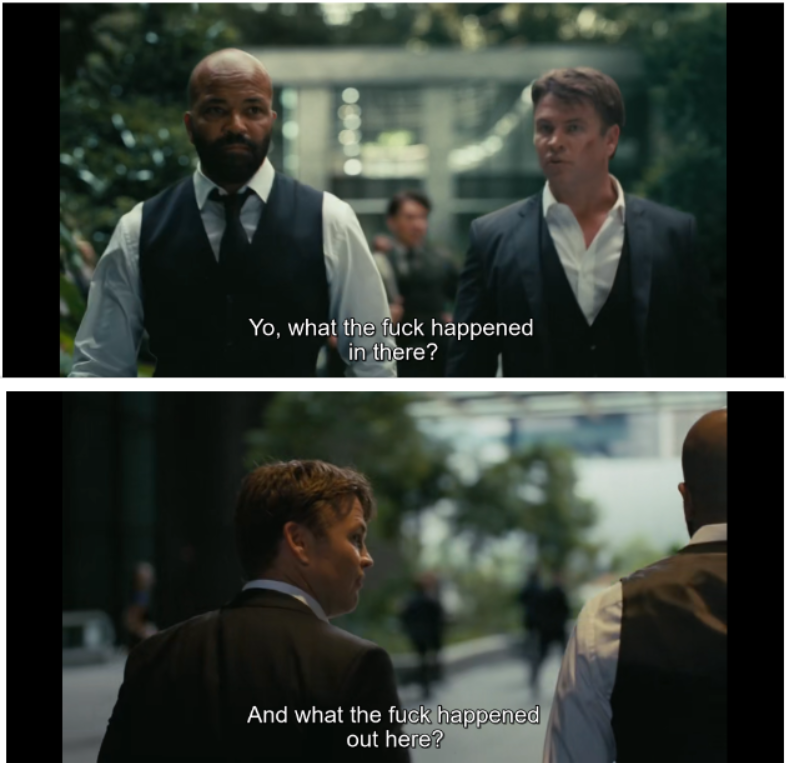 Yo, what the fuck happened
in there?
And what the fuck happened
out here?